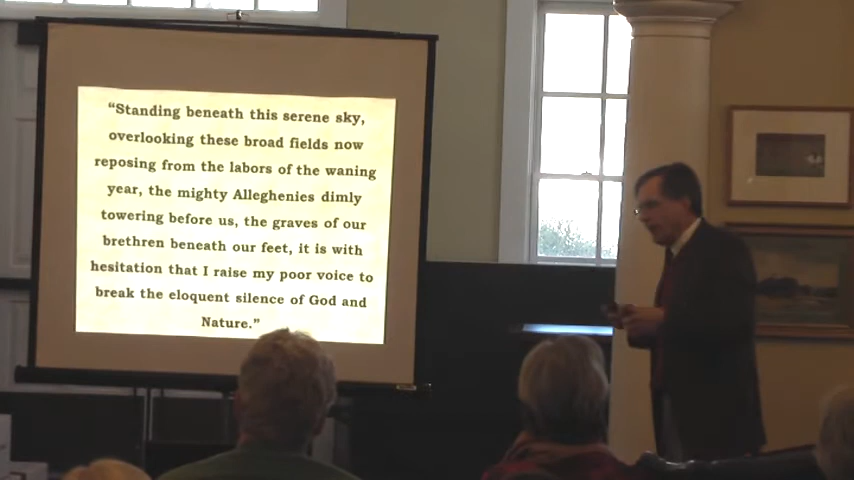 “Standing beneath this serene sky,
overlooking these broad fields now
reposing from the labors of the waning
year, the mighty Alleghenies dimly
towering before us, the graves of our
brethren beneath our feet, it is with
hesitation that I raise my poor voice to
break the eloquent silence of God and
Nature.”